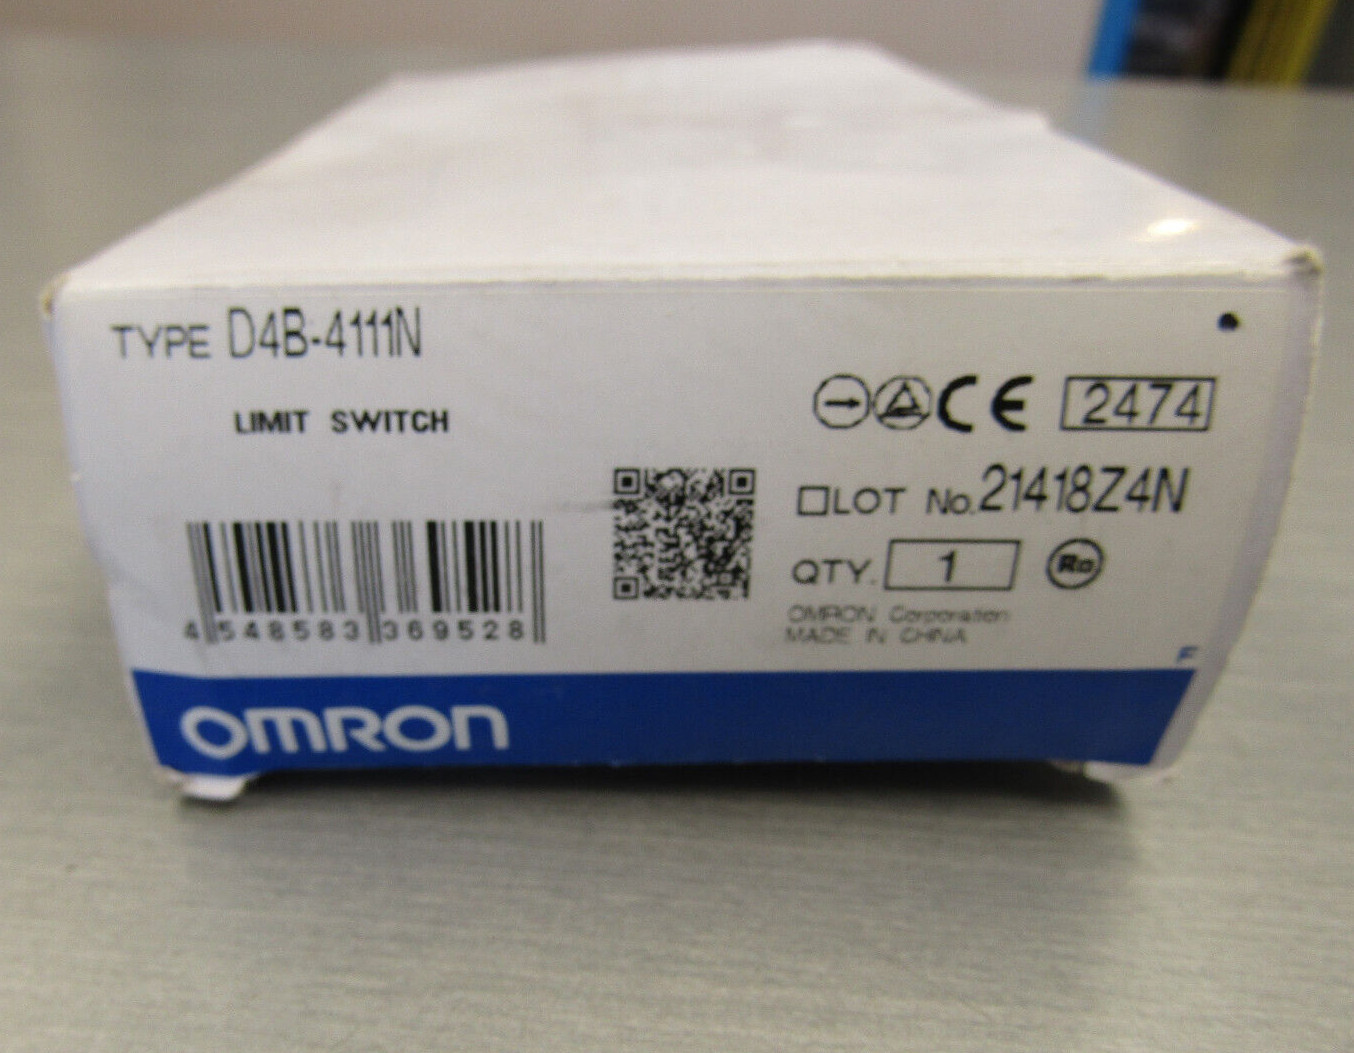 TYPE D4B-4111N
LIMIT SWITCH
CE 2474
LOT No. 21418Z4N
QTY. 1 Ro
OMRON Corporation
MADE IN CHINA
4 548583 369528
F
OMRON